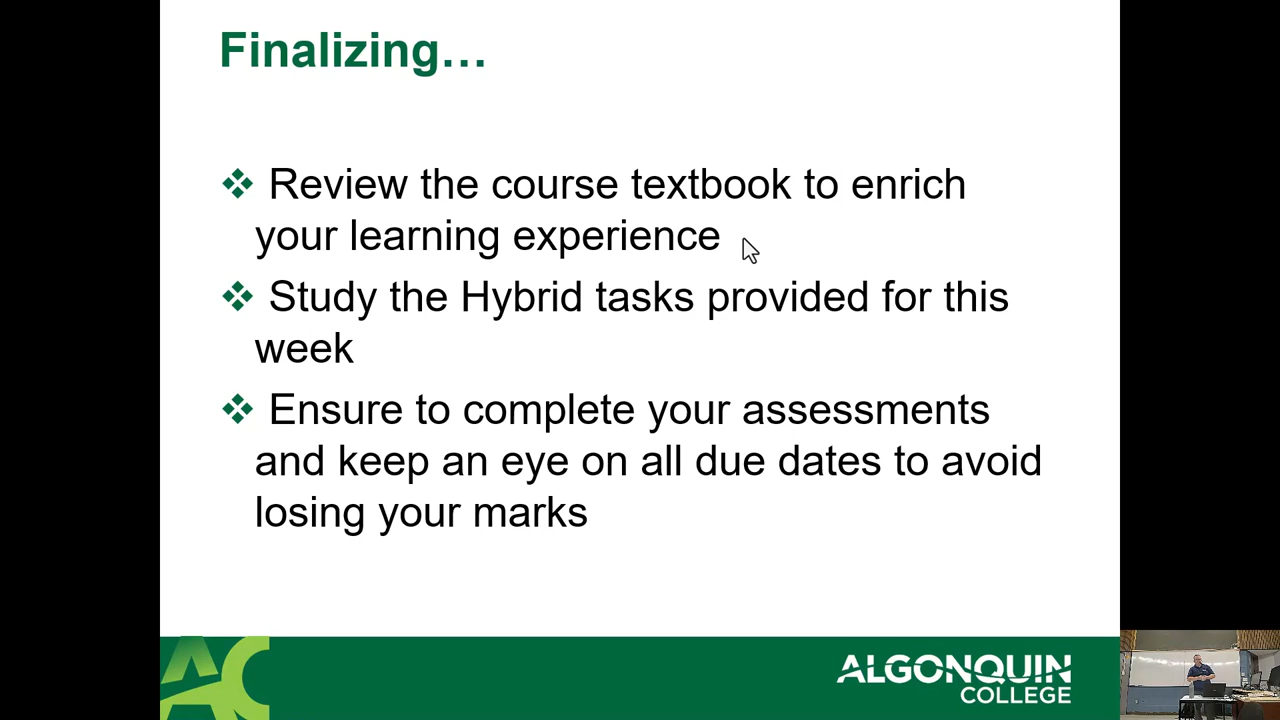 Finalizing…
❖ Review the course textbook to enrich
your learning experience
❖ Study the Hybrid tasks provided for this
week
❖ Ensure to complete your assessments
and keep an eye on all due dates to avoid
losing your marks
AC
ALGONQUIN
COLLEGE